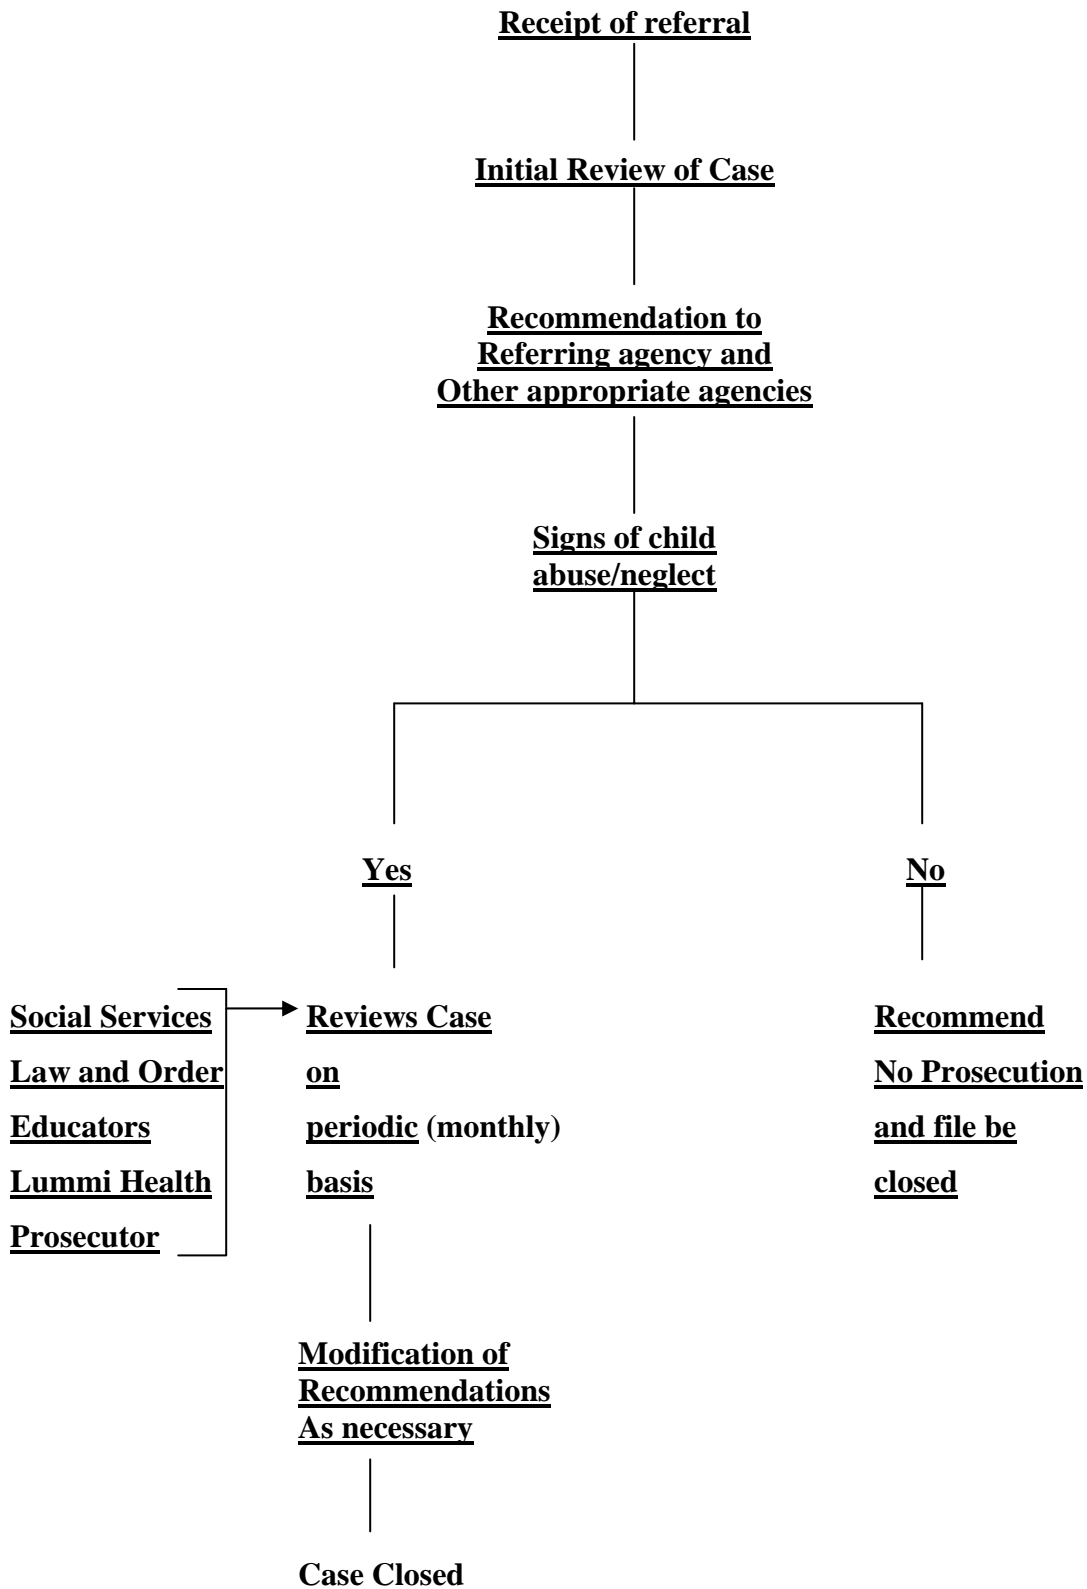 Receipt of referral
Initial Review of Case
Recommendation to
Referring agency and
Other appropriate agencies
Signs of child
abuse/neglect
Yes
No
Social Services
Law and Order
Educators
Lummi Health
Prosecutor
Reviews Case
on
periodic (monthly)
basis
Recommend
No Prosecution
and file be
closed
Modification of
Recommendations
As necessary
Case Closed